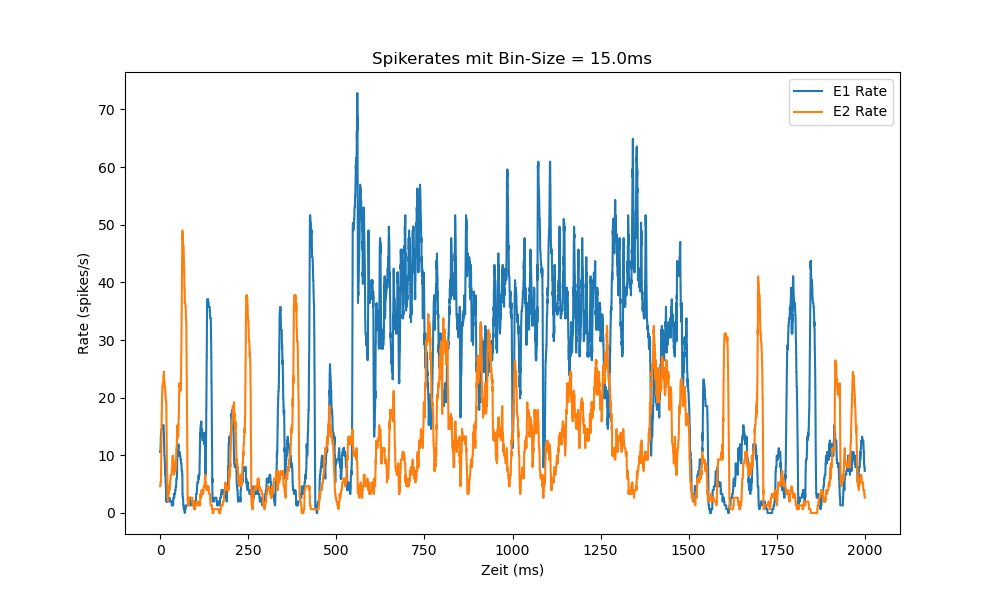 Spikerates mit Bin-Size = 15.0ms
E1 Rate
E2 Rate
Rate (spikes/s)
70
60
50
40
30
20
10
0
0 250 500 750 1000 1250 1500 1750 2000
Zeit (ms)